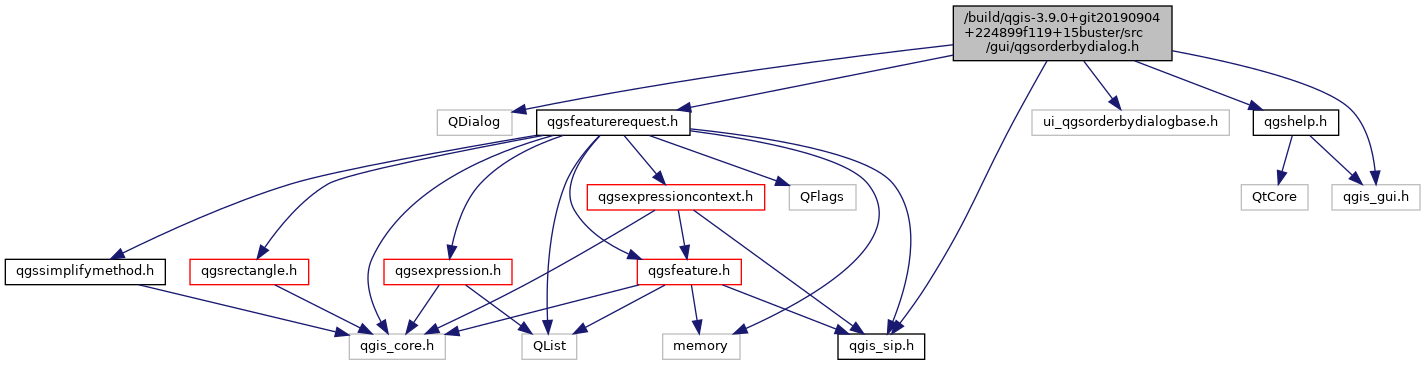 /build/qgis-3.9.0+git20190904
+224899f119+15buster/src
/gui/qgsorderbydialog.h
QDialog
qgsfeaturerequest.h
ui_qgsorderbydialogbase.h
qgshelp.h
qgsexpressioncontext.h
QFlags
QtCore
qgis_gui.h
qgssimplifymethod.h
qgsrectangle.h
qgsexpression.h
qgsfeature.h
qgis_core.h
QList
memory
qgis_sip.h